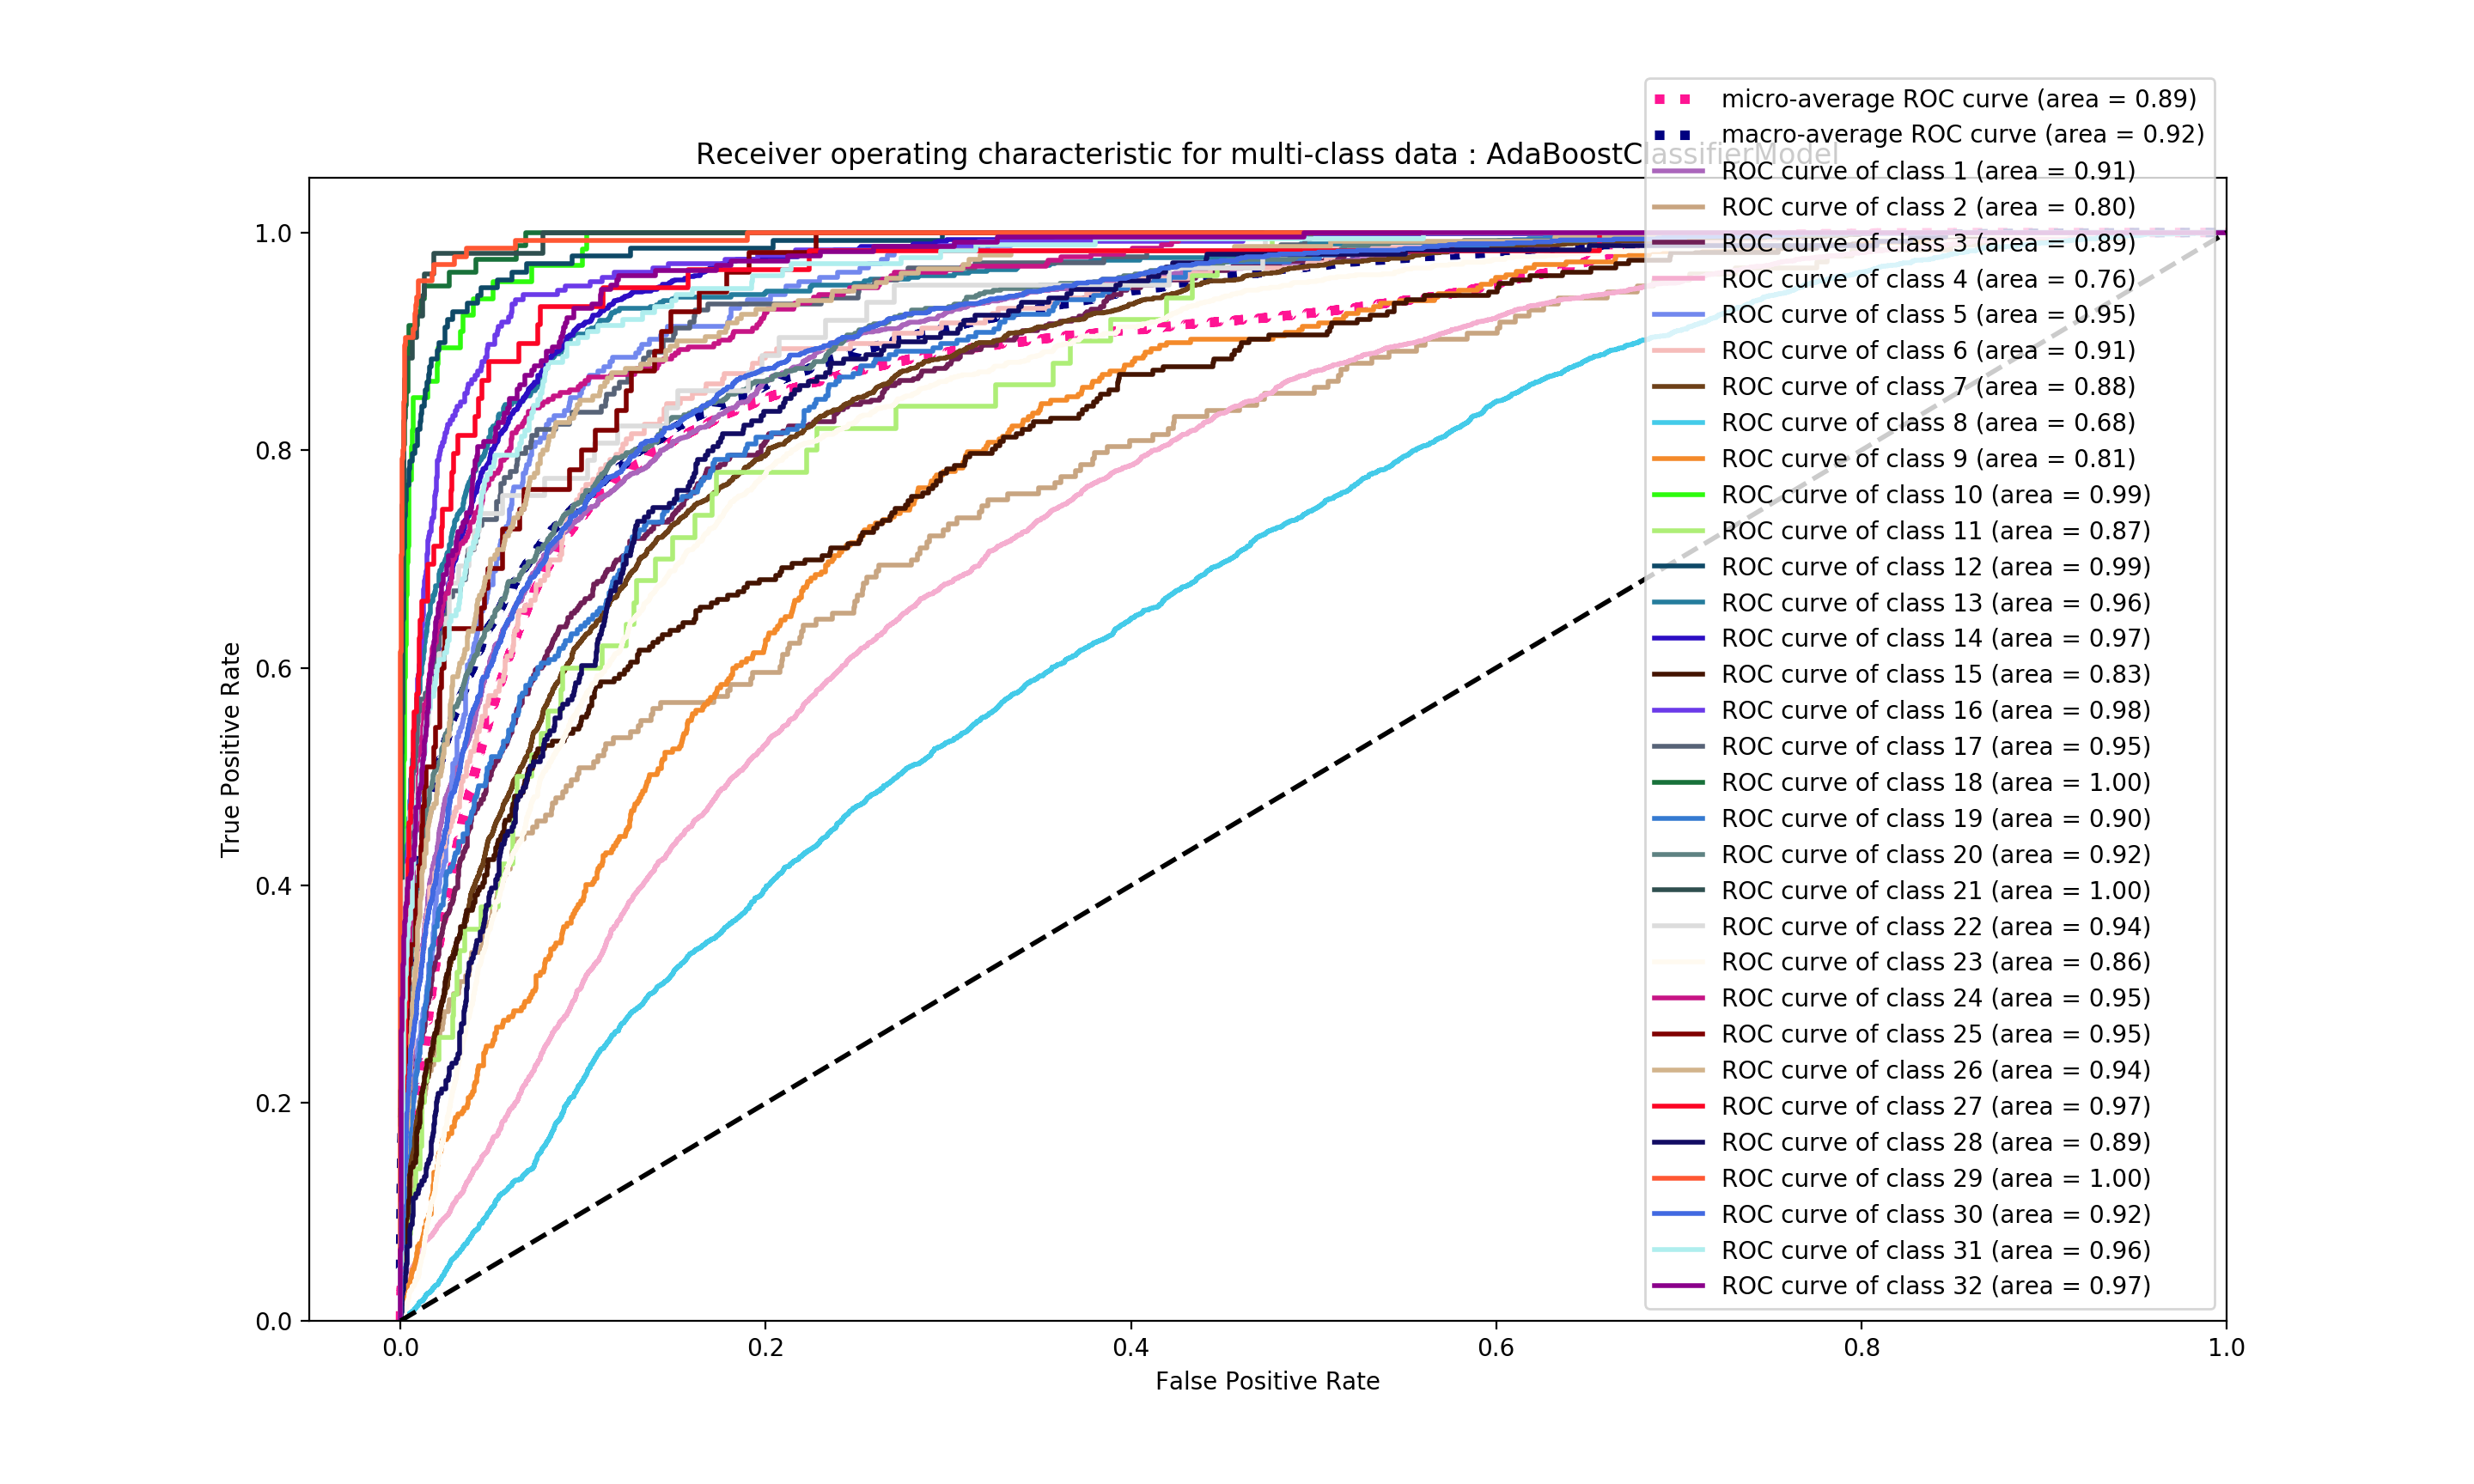 Receiver operating characteristic for multi-class data : AdaBoostClassifierModel
micro-average ROC curve (area = 0.89)
macro-average ROC curve (area = 0.92)
ROC curve of class 1 (area = 0.91)
ROC curve of class 2 (area = 0.80)
ROC curve of class 3 (area = 0.89)
ROC curve of class 4 (area = 0.76)
ROC curve of class 5 (area = 0.95)
ROC curve of class 6 (area = 0.91)
ROC curve of class 7 (area = 0.88)
ROC curve of class 8 (area = 0.68)
ROC curve of class 9 (area = 0.81)
ROC curve of class 10 (area = 0.99)
ROC curve of class 11 (area = 0.87)
ROC curve of class 12 (area = 0.99)
ROC curve of class 13 (area = 0.96)
ROC curve of class 14 (area = 0.97)
ROC curve of class 15 (area = 0.83)
ROC curve of class 16 (area = 0.98)
ROC curve of class 17 (area = 0.95)
ROC curve of class 18 (area = 1.00)
ROC curve of class 19 (area = 0.90)
ROC curve of class 20 (area = 0.92)
ROC curve of class 21 (area = 1.00)
ROC curve of class 22 (area = 0.94)
ROC curve of class 23 (area = 0.86)
ROC curve of class 24 (area = 0.95)
ROC curve of class 25 (area = 0.95)
ROC curve of class 26 (area = 0.94)
ROC curve of class 27 (area = 0.97)
ROC curve of class 28 (area = 0.89)
ROC curve of class 29 (area = 1.00)
ROC curve of class 30 (area = 0.92)
ROC curve of class 31 (area = 0.96)
ROC curve of class 32 (area = 0.97)
True Positive Rate
1.0
0.8
0.6
0.4
0.2
0.0
0.0 0.2 0.4 0.6 0.8 1.0
False Positive Rate